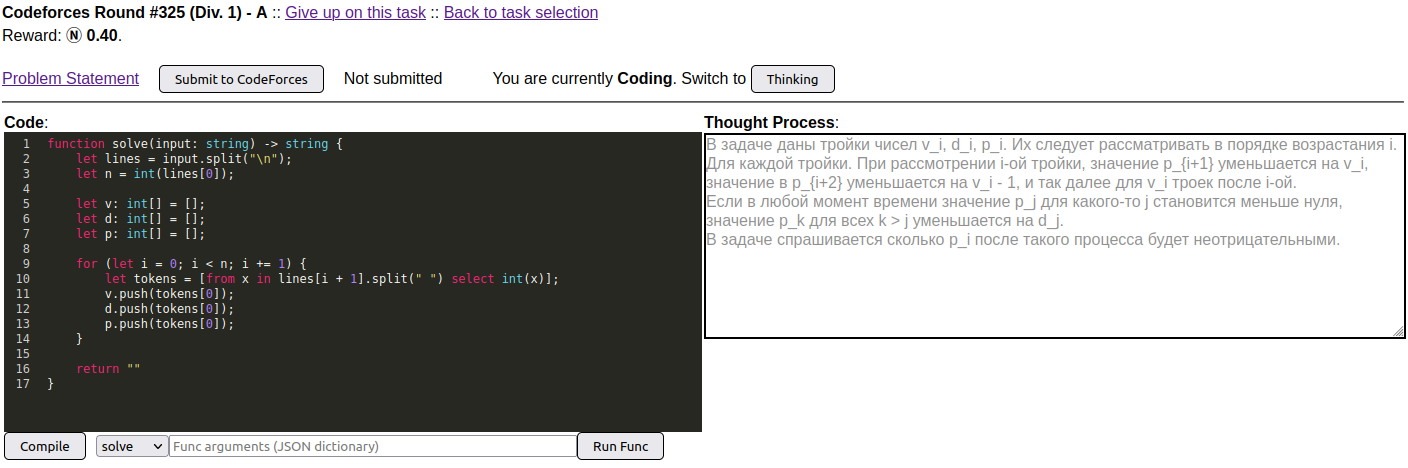 Codeforces Round #325 (Div. 1) - A :: Give up on this task :: Back to task selection
Reward: Ⓝ 0.40.
Problem Statement Submit to CodeForces Not submitted You are currently Coding. Switch to Thinking
Code:
1 function solve(input: string) -> string {
2     let lines = input.split("\n");
3     let n = int(lines[0]);
4
5     let v: int[] = [];
6     let d: int[] = [];
7     let p: int[] = [];
8
9     for (let i = 0; i < n; i += 1) {
10         let tokens = [from x in lines[i + 1].split(" ") select int(x)];
11         v.push(tokens[0]);
12         d.push(tokens[0]);
13         p.push(tokens[0]);
14     }
15
16     return ""
17 }
Compile solve Func arguments (JSON dictionary) Run Func
Thought Process:
В задаче даны тройки чисел v_i, d_i, p_i. Их следует рассматривать в порядке возрастания i.
Для каждой тройки. При рассмотрении i-ой тройки, значение p_{i+1} уменьшается на v_i,
значение в p_{i+2} уменьшается на v_i - 1, и так далее для v_i троек после i-ой.
Если в любой момент времени значение p_j для какого-то j становится меньше нуля,
значение p_k для всех k > j уменьшается на d_j.
В задаче спрашивается сколько p_i после такого процесса будет неотрицательными.